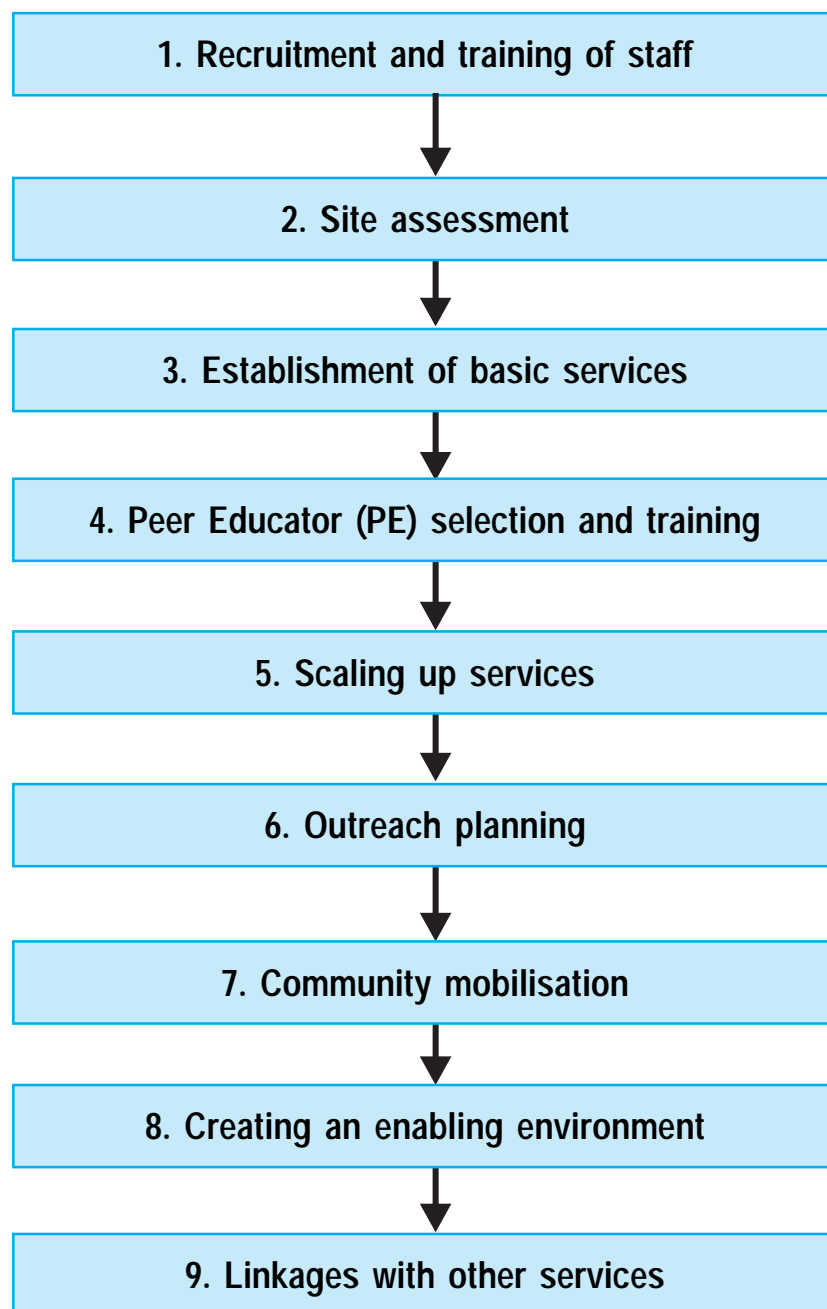 1. Recruitment and training of staff
2. Site assessment
3. Establishment of basic services
4. Peer Educator (PE) selection and training
5. Scaling up services
6. Outreach planning
7. Community mobilisation
8. Creating an enabling environment
9. Linkages with other services